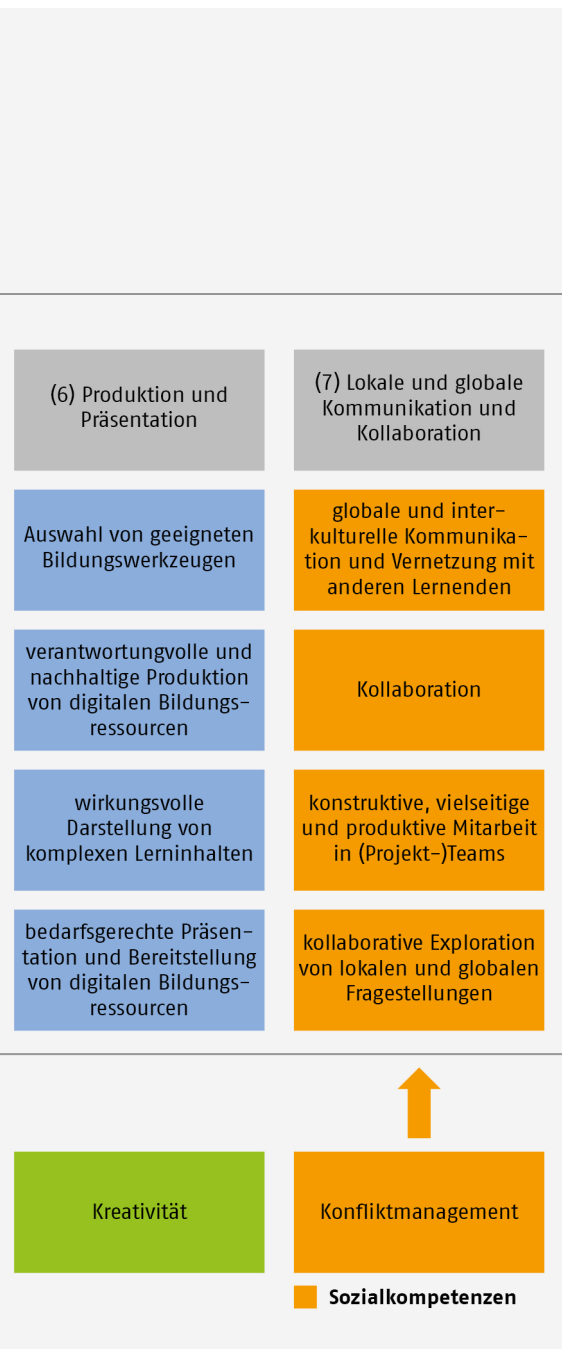 (6) Produktion und
Präsentation
Auswahl von geeigneten
Bildungswerkzeugen
verantwortungvolle und
nachhaltige Produktion
von digitalen Bildungs-
ressourcen
wirkungsvolle
Darstellung von
komplexen Lerninhalten
bedarfsgerechte Präsen-
tation und Bereitstellung
von digitalen Bildungs-
ressourcen
(7) Lokale und globale
Kommunikation und
Kollaboration
globale und inter-
kulturelle Kommunika-
tion und Vernetzung mit
anderen Lernenden
Kollaboration
konstruktive, vielseitige
und produktive Mitarbeit
in (Projekt-)Teams
kollaborative Exploration
von lokalen und globalen
Fragestellungen
Kreativität
Konfliktmanagement
Sozialkompetenzen